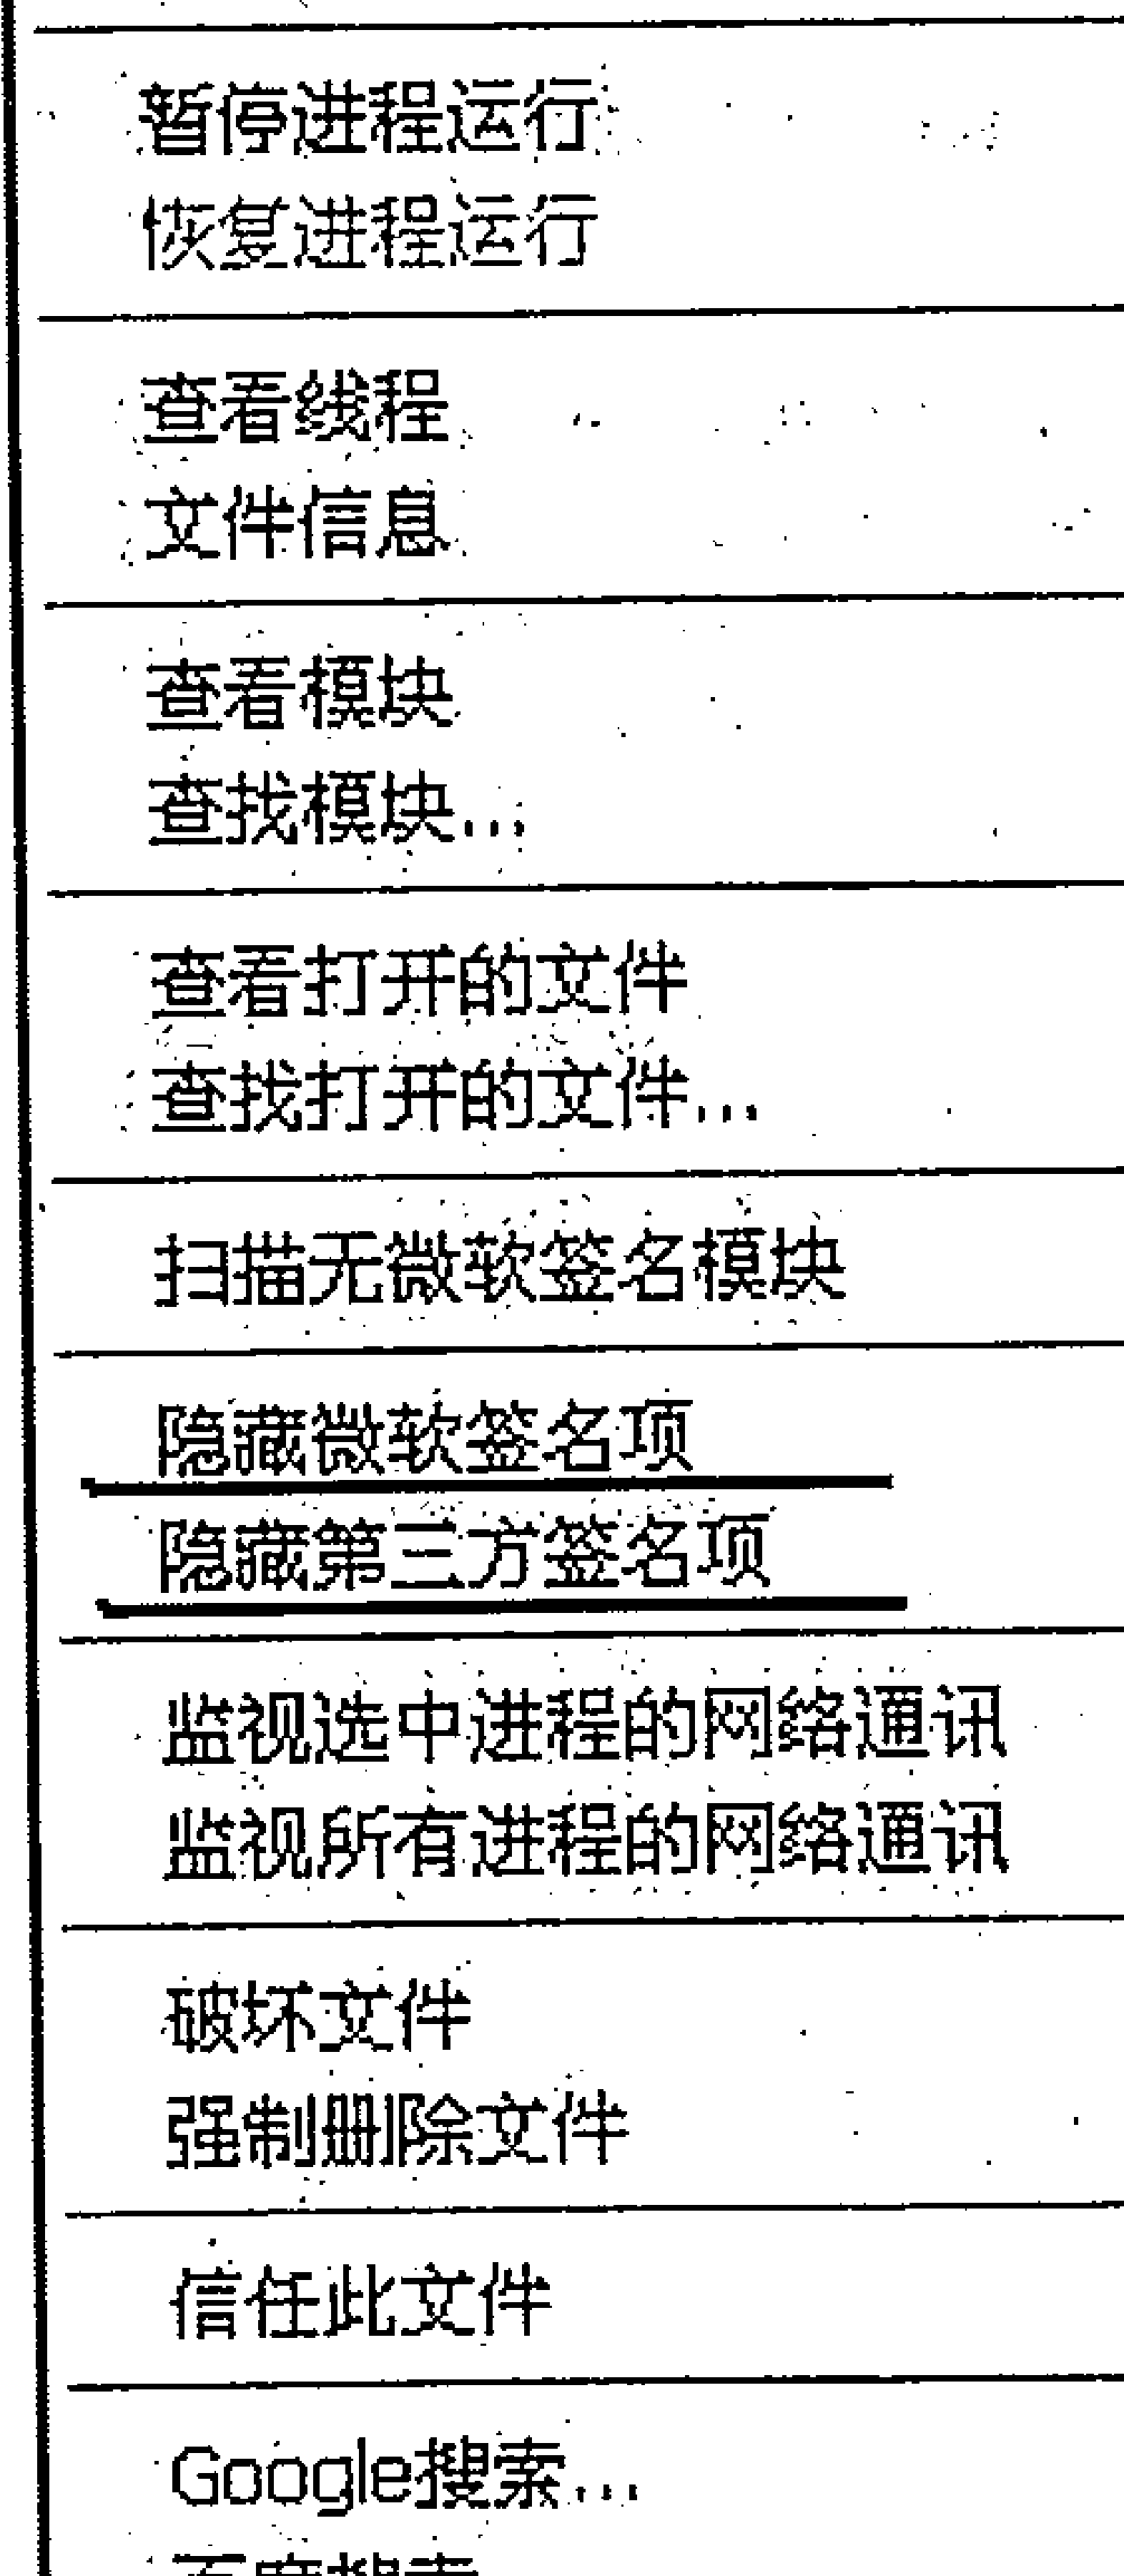 暂停进程运行
恢复进程运行
查看线程
文件信息
查看模块
查找模块...
查看打开的文件
查找打开的文件...
扫描无微软签名模块
隐藏微软签名项
隐藏第三方签名项
监视选中进程的网络通讯
监视所有进程的网络通讯
破坏文件
强制删除文件
信任此文件
Google搜索...